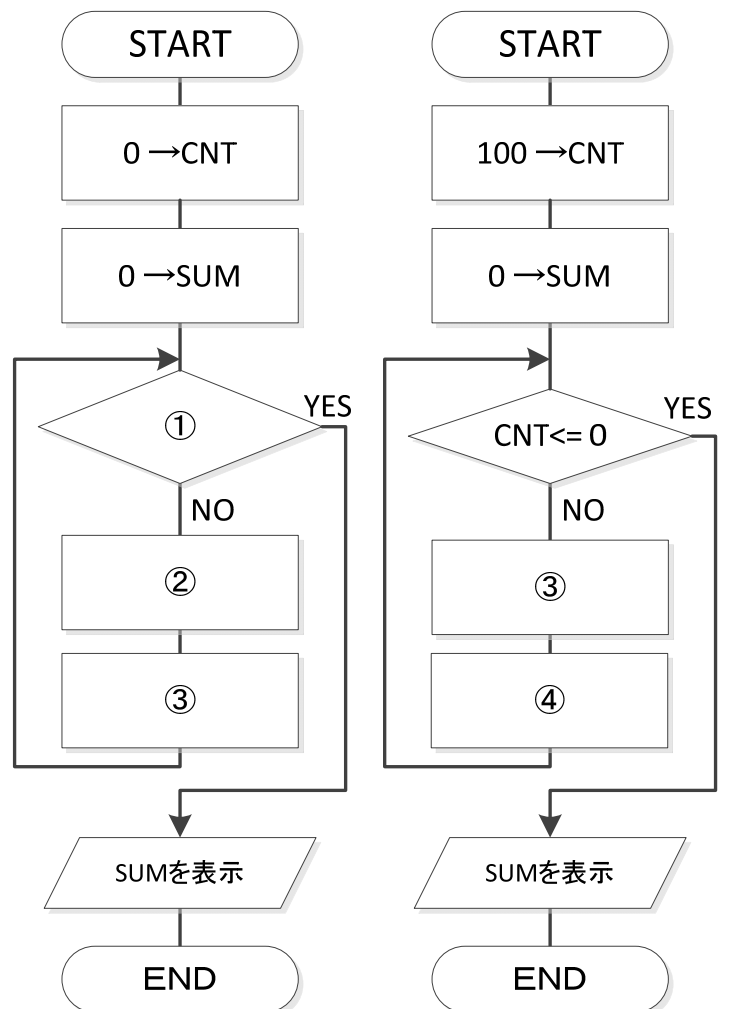 START
0 →CNT
0 →SUM
①
YES
NO
②
③
SUMを表示
END
START
100 →CNT
0 →SUM
CNT<= 0
YES
NO
③
④
SUMを表示
END